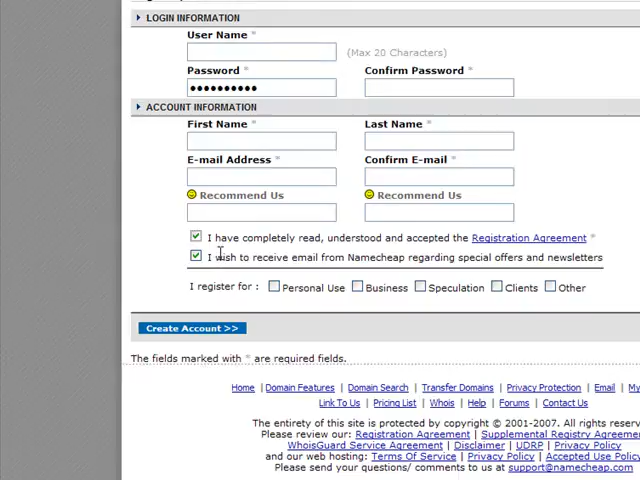 LOGIN INFORMATION
User Name *
(Max 20 Characters)
Password * Confirm Password *
●●●●●●●●●●
ACCOUNT INFORMATION
First Name * Last Name *
E-mail Address * Confirm E-mail *
Recommend Us Recommend Us
I have completely read, understood and accepted the Registration Agreement *
I wish to receive email from Namecheap regarding special offers and newsletters
I register for : Personal Use Business Speculation Clients Other
Create Account >>
The fields marked with * are required fields.
Home | Domain Features | Domain Search | Transfer Domains | Privacy Protection | Email | My
Link To Us | Pricing List | Whois | Help | Forums | Contact Us
The entirety of this site is protected by copyright © 2001-2007. All rights
Please review our: Registration Agreement | Supplemental Registry
WhoisGuard Service Agreement | Disclaimer | UDRP | Privacy Policy
and our web hosting: Terms Of Service | Privacy Policy | Accepted Use
Please send your questions/ comments to us at support@namecheap.com